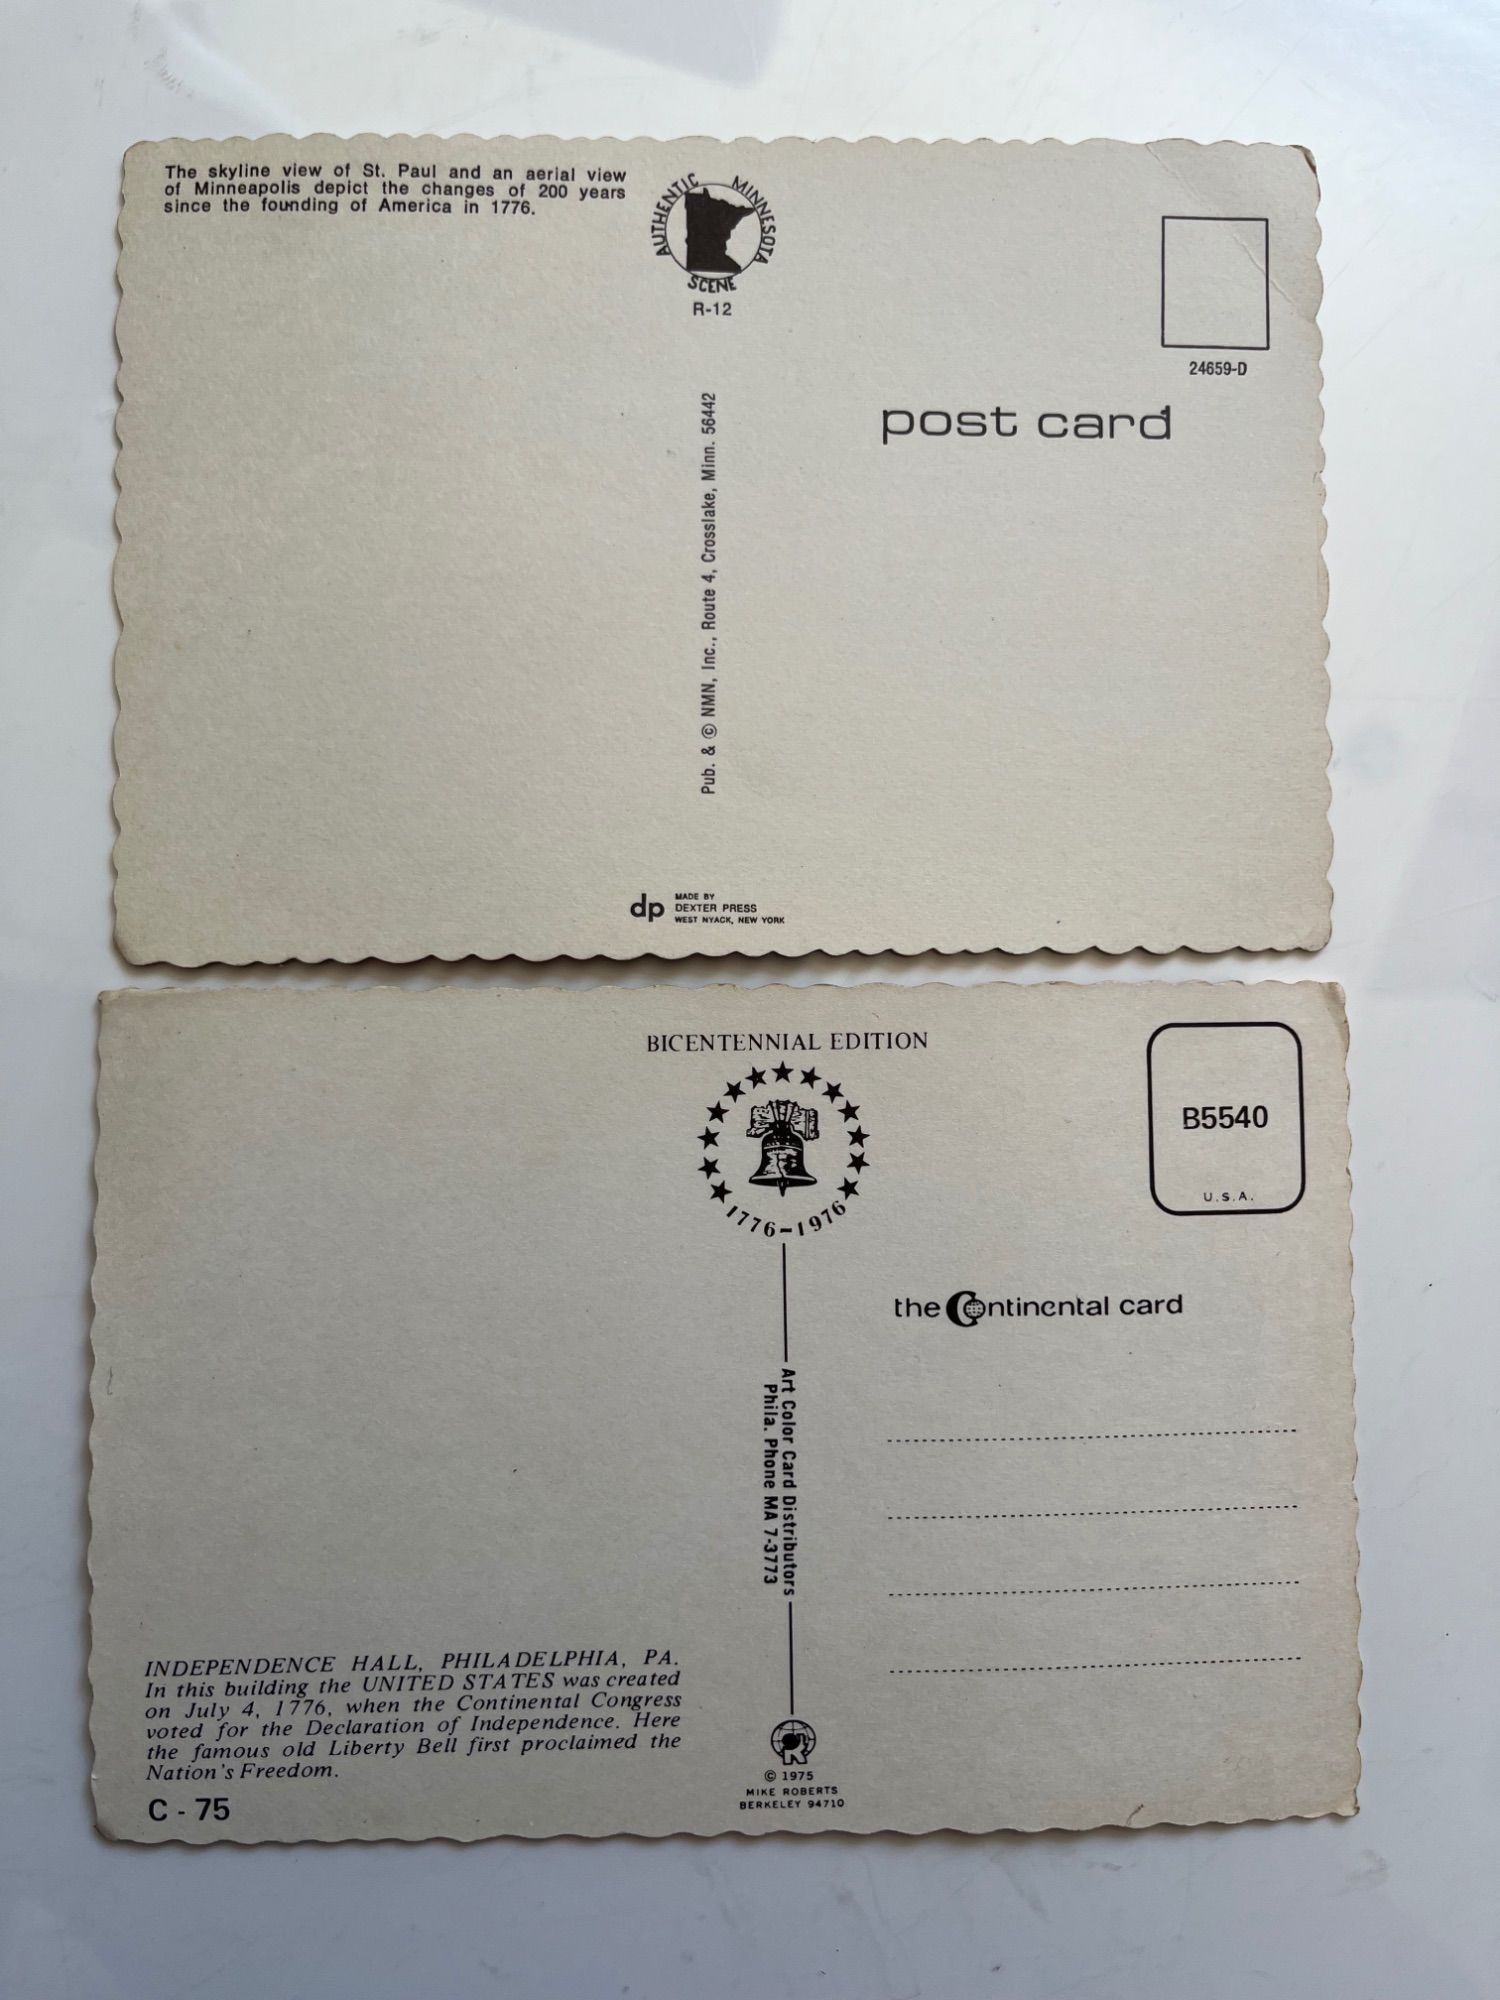 The skyline view of St. Paul and an aerial view
of Minneapolis depict the changes of 200 years
since the founding of America in 1776.
AUTHENTIC MINNESOTA
SCENE
R-12
24659-D
post card
Pub. & © NMN, Inc., Route 4, Crosslake, Minn. 56442
dp
MADE BY
DEXTER PRESS
WEST NYACK, NEW YORK
BICENTENNIAL EDITION
1776-1976
B5540
U.S.A.
the Continental card
Art Color Card Distributors
Phila. Phone MA 7-3773
INDEPENDENCE HALL, PHILADELPHIA, PA.
In this building the UNITED STATES was created
on July 4, 1776, when the Continental Congress
voted for the Declaration of Independence. Here
the famous old Liberty Bell first proclaimed the
Nation's Freedom.
C - 75
© 1975
MIKE ROBERTS
BERKELEY 94710